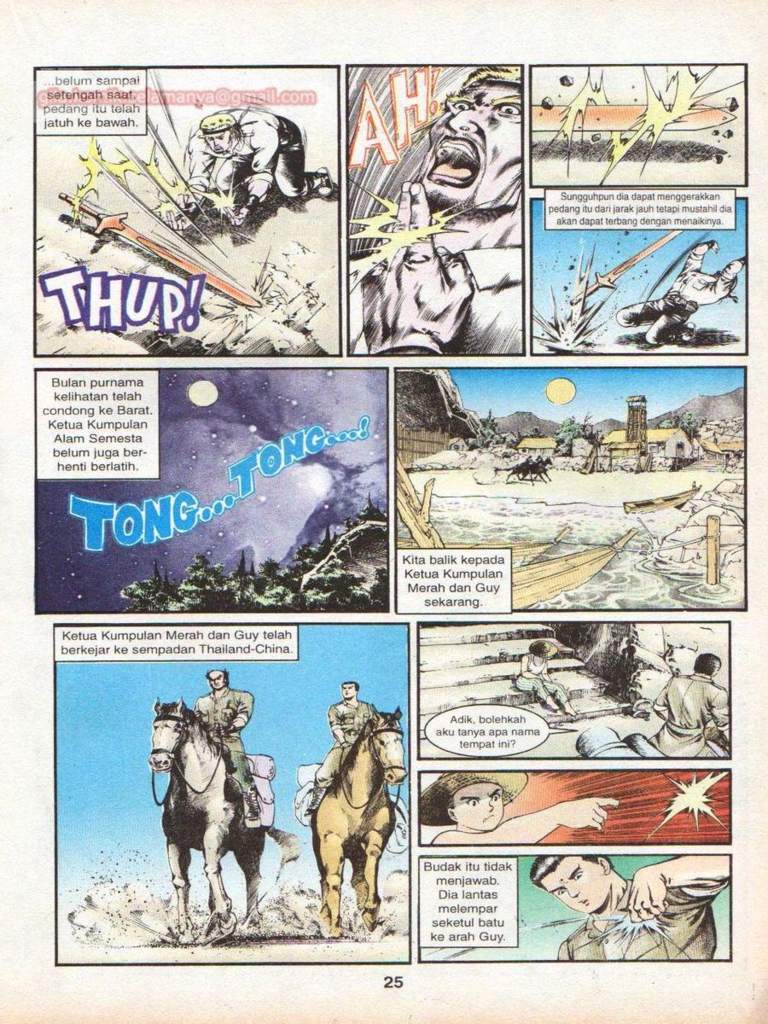 ...belum sampai
setengah saat,
pedang itu telah
jatuh ke bawah.
THUP!
AH!
Sungguhpun dia dapat menggerakkan
pedang itu dari jarak jauh tetapi mustahil dia
akan dapat terbang dengan menaikinya.
Bulan purnama
kelihatan telah
condong ke Barat.
Ketua Kumpulan
Alam Semesta
belum juga ber-
henti berlatih.
TONG...TONG....!
Kita balik kepada
Ketua Kumpulan
Merah dan Guy
sekarang.
Ketua Kumpulan Merah dan Guy telah
berkejar ke sempadan Thailand-China.
Adik, bolehkah
aku tanya apa nama
tempat ini?
Budak itu tidak
menjawab.
Dia lantas
melempar
seketul batu
ke arah Guy.
25